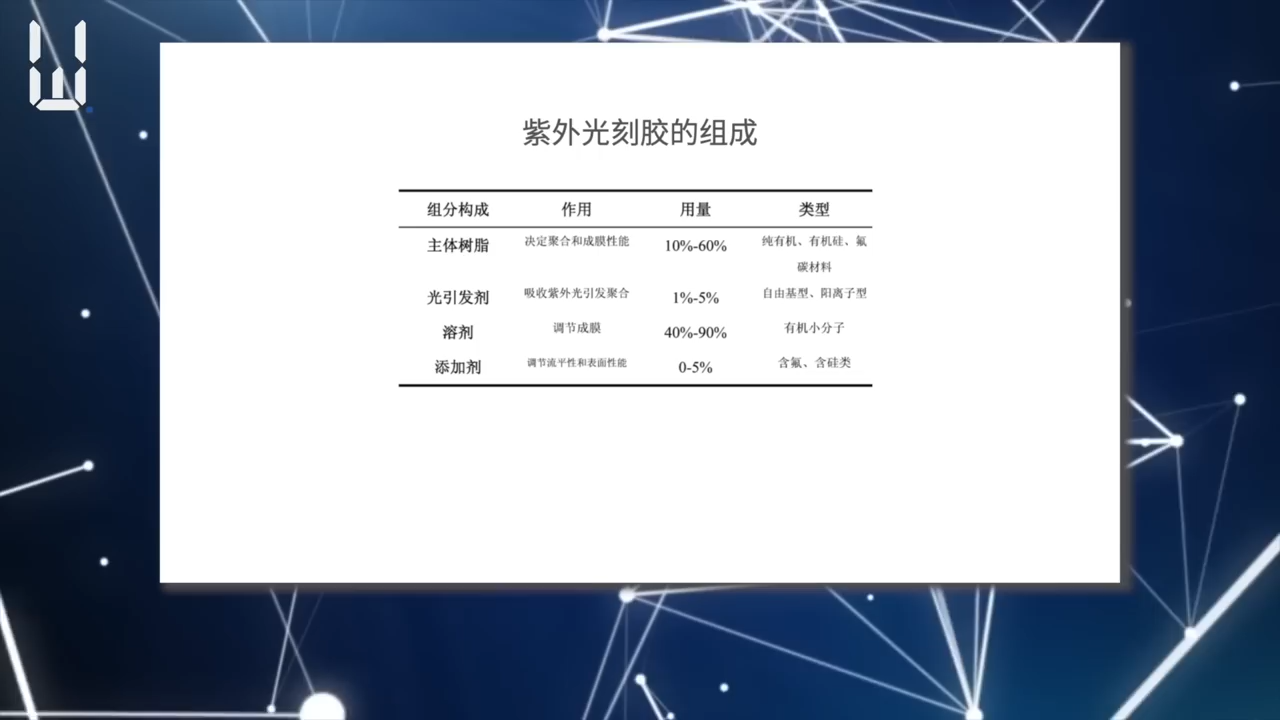 紫外光刻胶的组成
组分构成 作用 用量 类型
主体树脂 决定聚合和成膜性能 10%-60% 纯有机、有机硅、氟
碳材料
光引发剂 吸收紫外光引发聚合 1%-5% 自由基型、阳离子型
溶剂 调节成膜 40%-90% 有机小分子
添加剂 调节流平性和表面性能 0-5% 含氟、含硅类